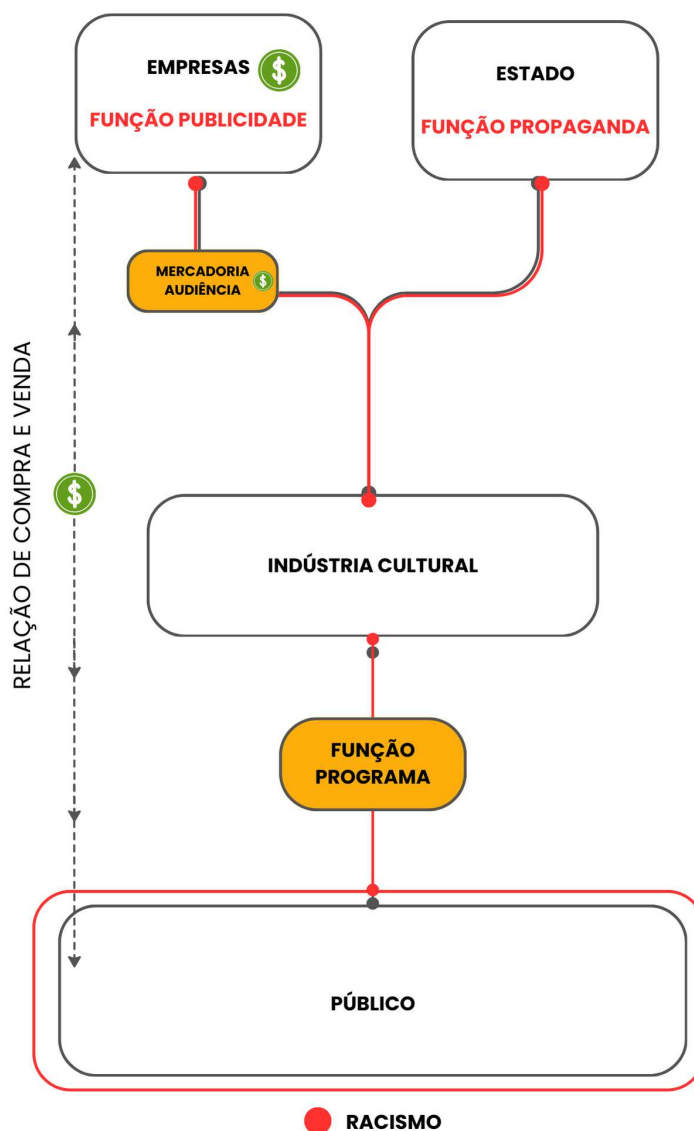 EMPRESAS $
FUNÇÃO PUBLICIDADE
ESTADO
FUNÇÃO PROPAGANDA
MERCADORIA
AUDIÊNCIA $
RELAÇÃO DE COMPRA E VENDA
$
INDÚSTRIA CULTURAL
FUNÇÃO
PROGRAMA
PÚBLICO
RACISMO